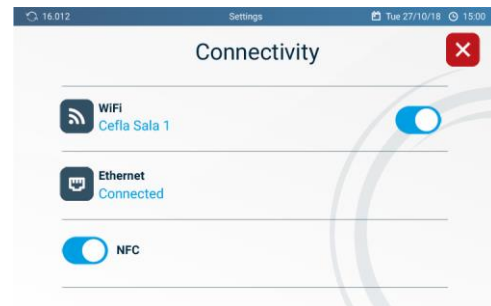 16.012 Settings Tue 27/10/18 15:00
Connectivity
WiFi
Cefla Sala 1
Ethernet
Connected
NFC